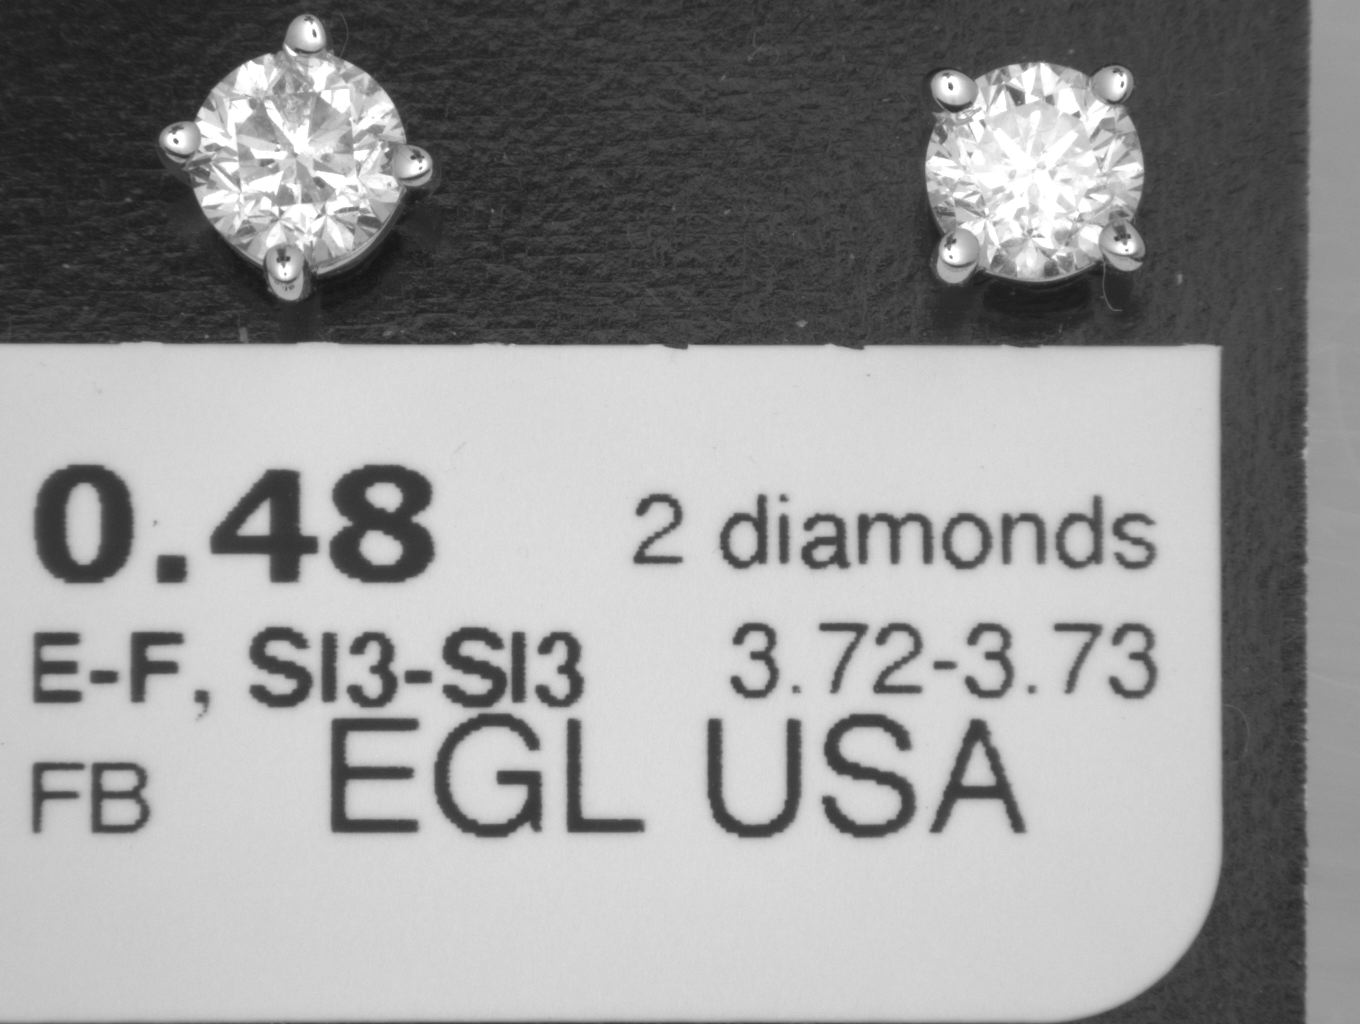 0.48 2 diamonds
E-F, SI3-SI3 3.72-3.73
FB EGL USA